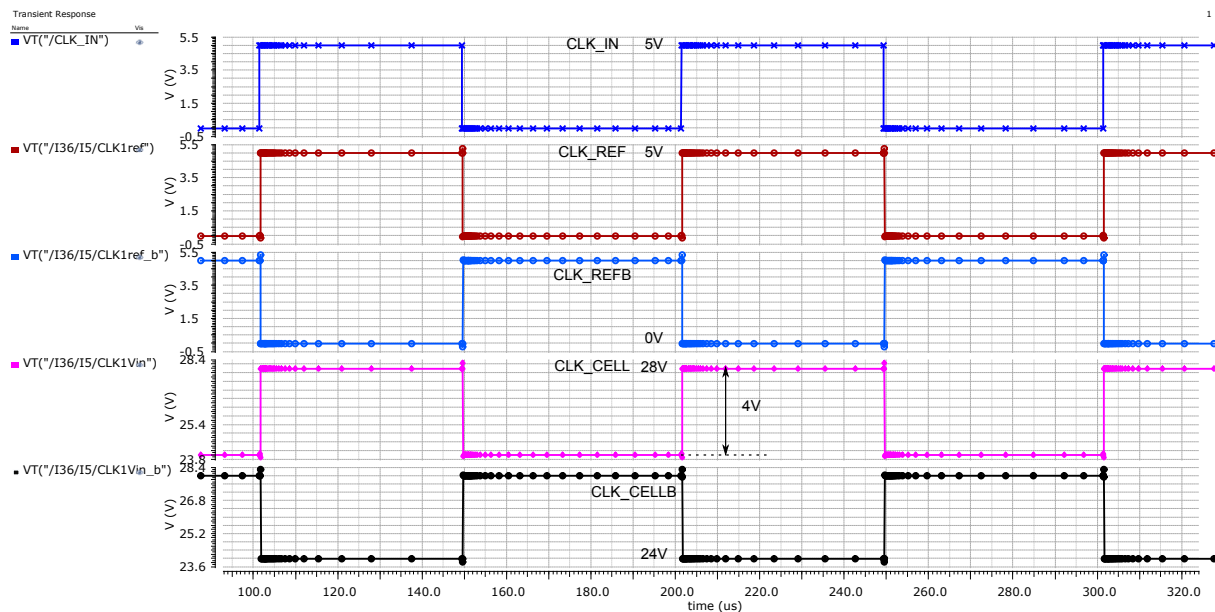 Transient Response
1
Name Vis
VT("/CLK_IN")
5.5
3.5
1.5
-0.5
V (V)
CLK_IN 5V
VT("/I36/I5/CLK1ref")
5.5
3.5
1.5
-0.5
V (V)
CLK_REF 5V
VT("/I36/I5/CLK1ref_b")
5.5
3.5
1.5
-0.5
V (V)
CLK_REFB
0V
VT("/I36/I5/CLK1Vin")
28.4
25.4
23.8
V (V)
CLK_CELL 28V
4V
VT("/I36/I5/CLK1Vin_b")
28.4
26.8
25.2
23.6
V (V)
CLK_CELLB
24V
100.0 120.0 140.0 160.0 180.0 200.0 220.0 240.0 260.0 280.0 300.0 320.0
time (us)